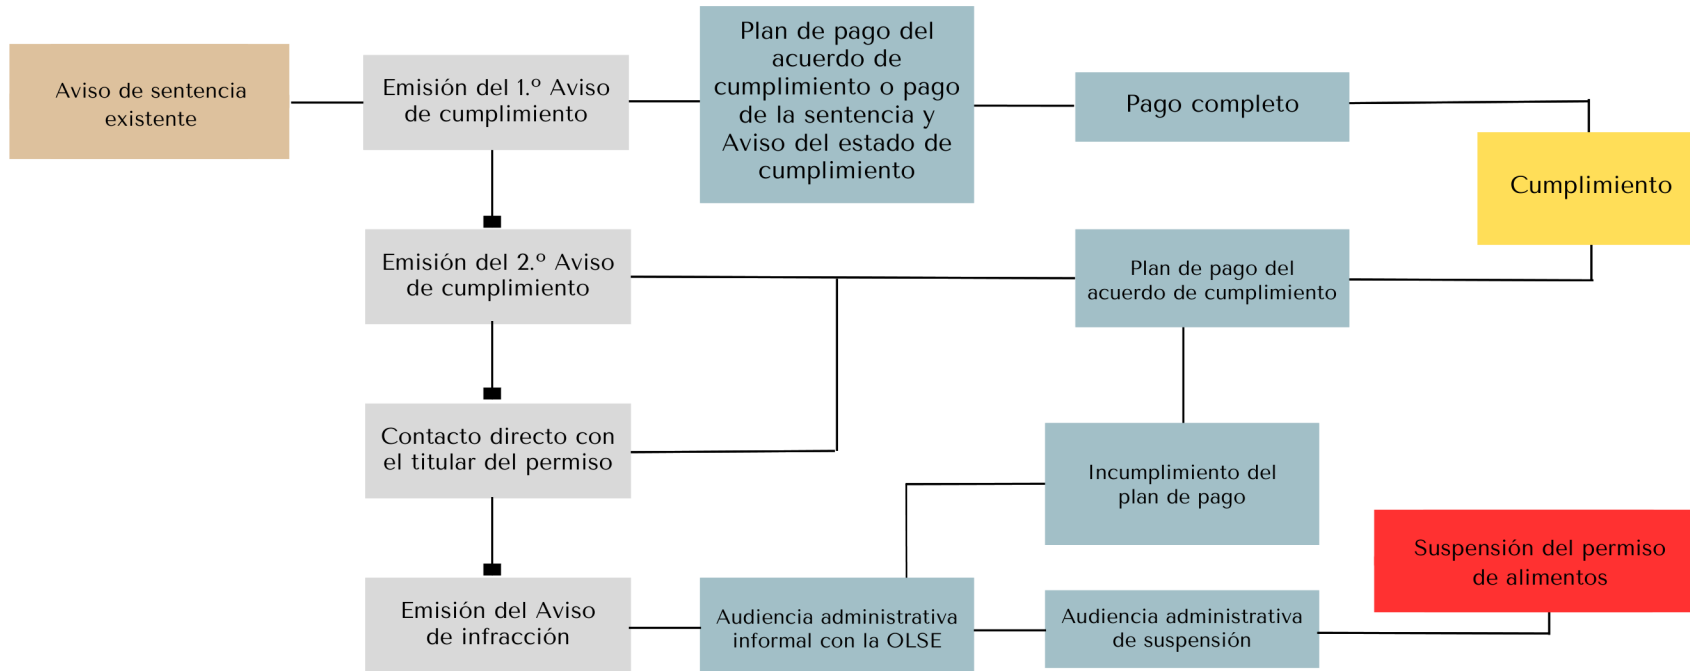 Aviso de sentencia
existente
Emisión del 1.º Aviso
de cumplimiento
Plan de pago del
acuerdo de
cumplimiento o pago
de la sentencia y
Aviso del estado de
cumplimiento
Pago completo
Cumplimiento
Emisión del 2.º Aviso
de cumplimiento
Plan de pago del
acuerdo de cumplimiento
Contacto directo con
el titular del permiso
Incumplimiento del
plan de pago
Suspensión del permiso
de alimentos
Emisión del Aviso
de infracción
Audiencia administrativa
informal con la OLSE
Audiencia administrativa
de suspensión